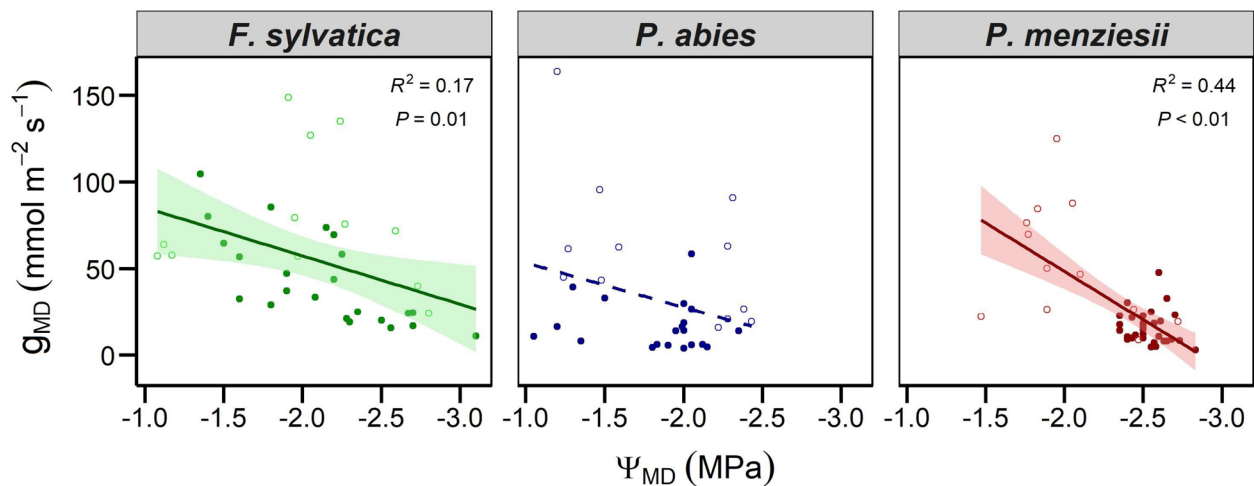 F. sylvatica
P. abies
P. menziesii
R² = 0.17
P = 0.01
R² = 0.44
P < 0.01
g_MD (mmol m⁻² s⁻¹)
150
100
50
0
-1.0 -1.5 -2.0 -2.5 -3.0
-1.0 -1.5 -2.0 -2.5 -3.0
-1.0 -1.5 -2.0 -2.5 -3.0
Ψ_MD (MPa)